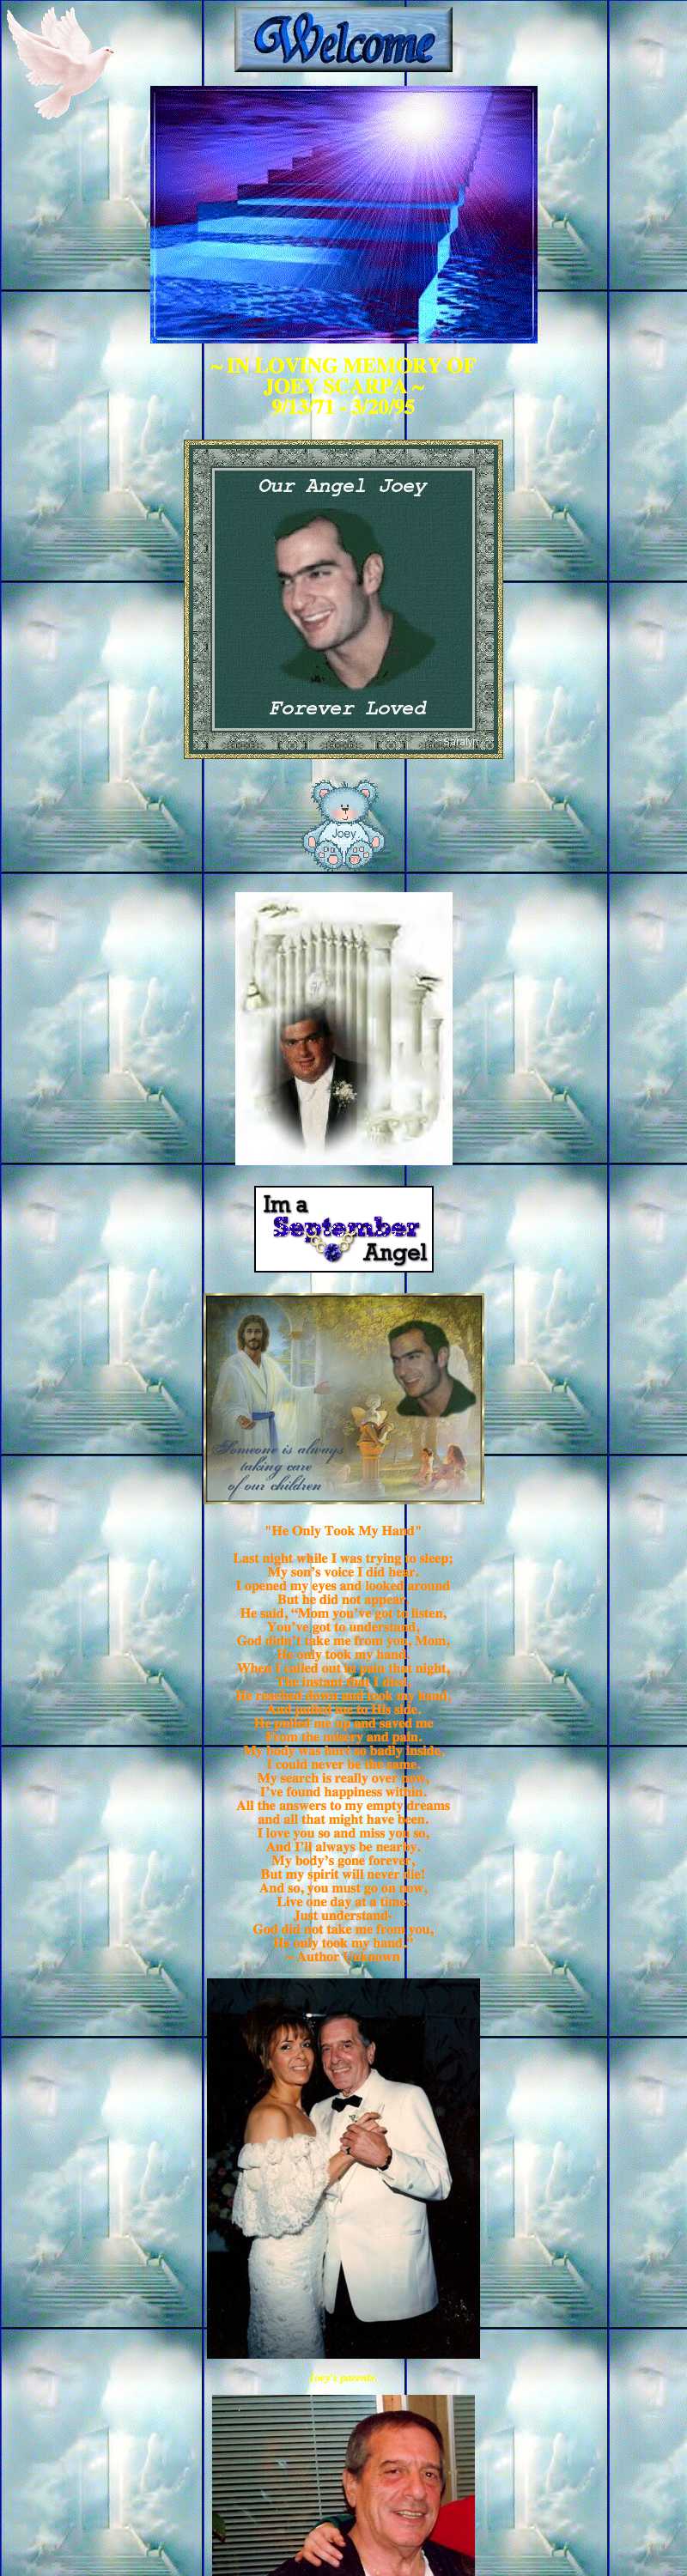 Welcome
~ IN LOVING MEMORY OF
JOEY SCARPA ~
9/13/71 - 3/20/95
Our Angel Joey
Forever Loved
Saralyn
Joey
Im a
September
Angel
Someone is always
taking care
of our children
"He Only Took My Hand"
Last night while I was trying to sleep;
My son’s voice I did hear.
I opened my eyes and looked around
But he did not appear.
He said, “Mom you’ve got to listen,
You’ve got to understand,
God didn’t take me from you, Mom,
He only took my hand.
When I called out in pain that night,
The instant that I died,
He reached down and took my hand,
And pulled me to His side.
He pulled me up and saved me
From the misery and pain.
My body was hurt so badly inside,
I could never be the same.
My search is really over now,
I’ve found happiness within.
All the answers to my empty dreams
and all that might have been.
I love you so and miss you so,
And I’ll always be nearby.
My body’s gone forever,
But my spirit will never die!
And so, you must go on now,
Live one day at a time.
Just understand-
God did not take me from you,
He only took my hand.”
~ Author Unknown
Joey's parents